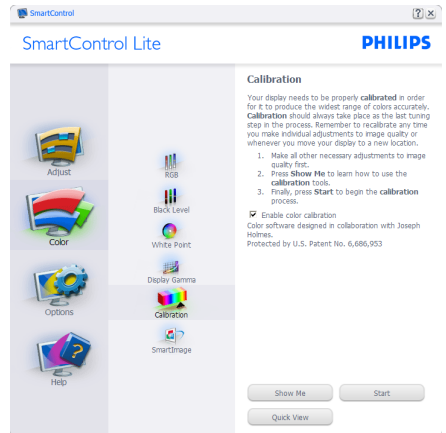 SmartControl
SmartControl Lite
PHILIPS
Adjust
Color
Options
Help
RGB
Black Level
White Point
Display Gamma
Calibration
SmartImage
Calibration
Your display needs to be properly calibrated in order
for it to produce the widest range of colors accurately.
Calibration should always take place as the last tuning
step in the process. Remember to recalibrate any time
you make individual adjustments to image quality or
whenever you move your display to a new location.
1. Make all other necessary adjustments to image
quality first.
2. Press Show Me to learn how to use the
calibration tools.
3. Finally, press Start to begin the calibration
process.
Enable color calibration
Color software designed in collaboration with Joseph
Holmes.
Protected by U.S. Patent No. 6,686,953
Show Me
Start
Quick View